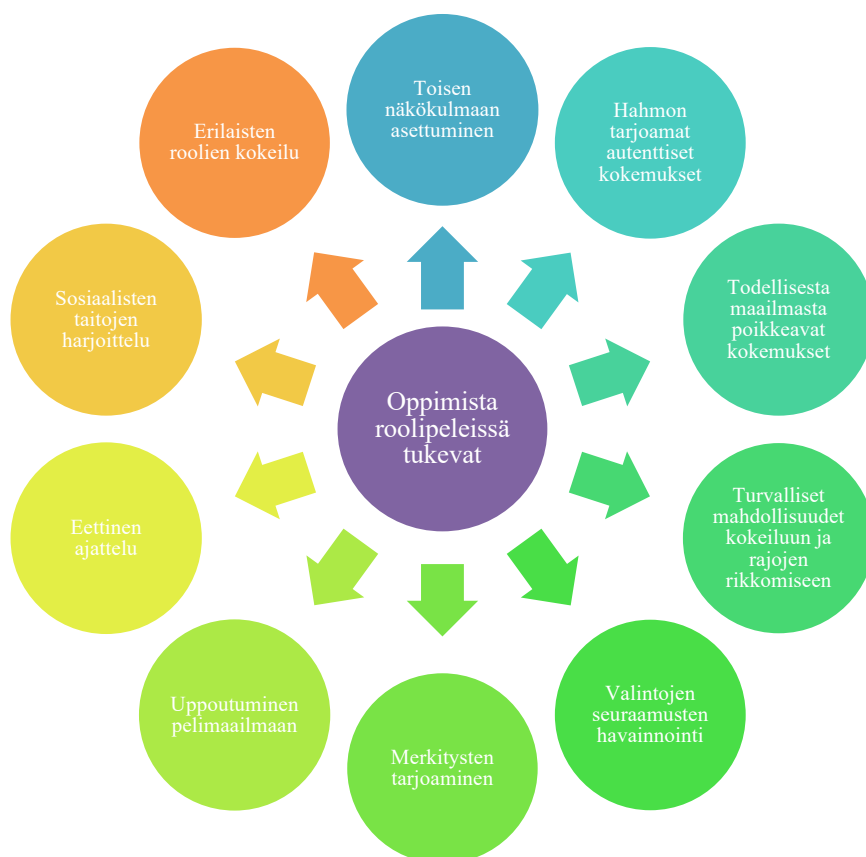 Toisen
näkökulmaan
asettuminen
Hahmon
tarjoamat
autenttiset
kokemukset
Todellisesta
maailmasta
poikkeavat
kokemukset
Turvalliset
mahdollisuudet
kokeiluun ja
rajojen
rikkomiseen
Valintojen
seuraamusten
havainnointi
Merkitysten
tarjoaminen
Uppoutuminen
pelimaailmaan
Eettinen
ajattelu
Sosiaalisten
taitojen
harjoittelu
Erilaisten
roolien kokeilu
Oppimista
roolipeleissä
tukevat